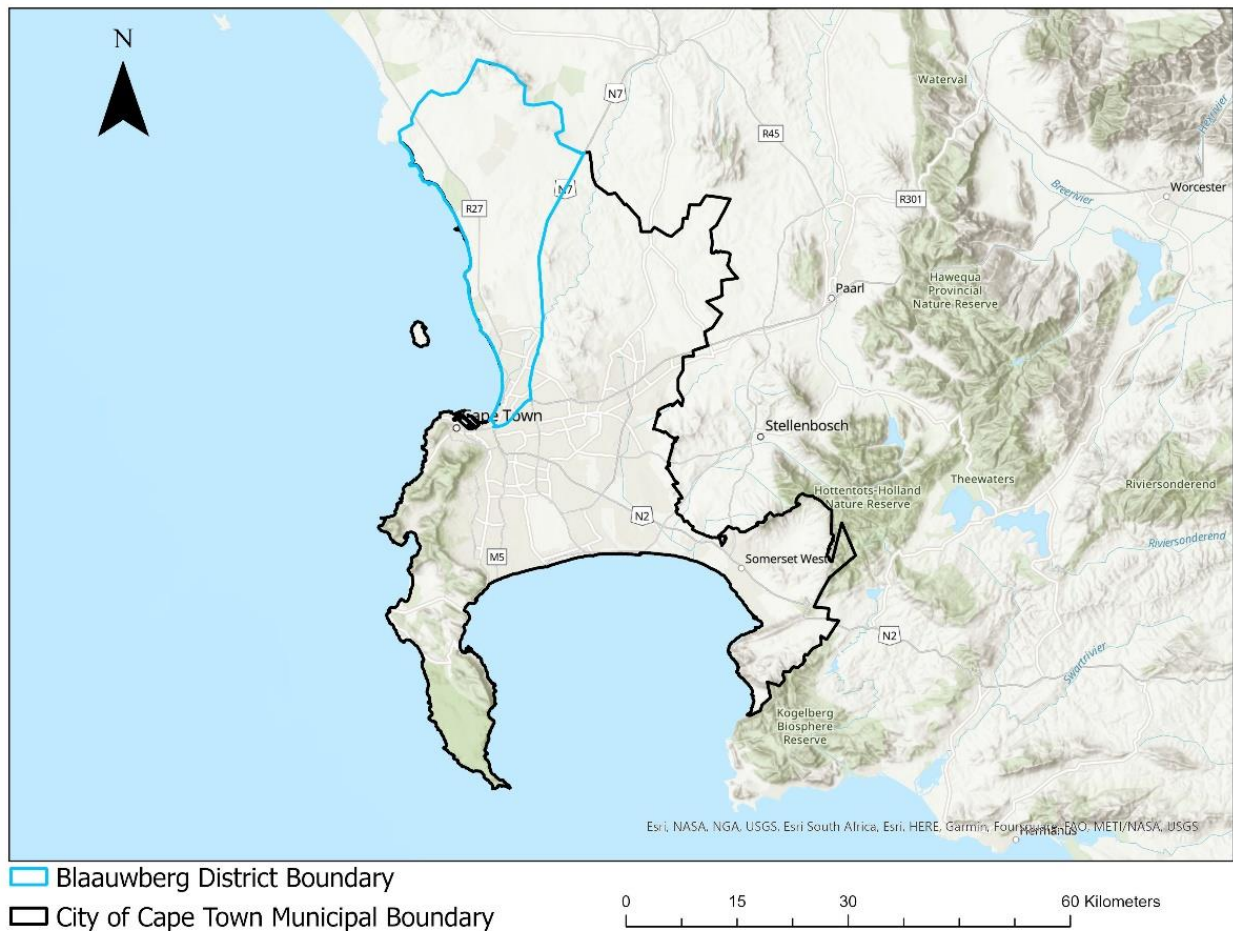 N
Waterval
Hexrivier
N7
R45
Breerivier
Worcester
N7
R301
R27
Hawequa
Provincial
Nature Reserve
Paarl
Cape Town
Stellenbosch
Theewaters
Hottentots-Holland
Nature Reserve
Riviersonderend
N2
Riviersonderend
M5
Somerset West
N2
Swartrivier
Kogelberg
Biosphere
Reserve
Esri, NASA, NGA, USGS, Esri South Africa, Esri, HERE, Garmin, Foursquare, FAO, METI/NASA, USGS
Hermanus
Blaauwberg District Boundary
City of Cape Town Municipal Boundary
0 15 30 60 Kilometers